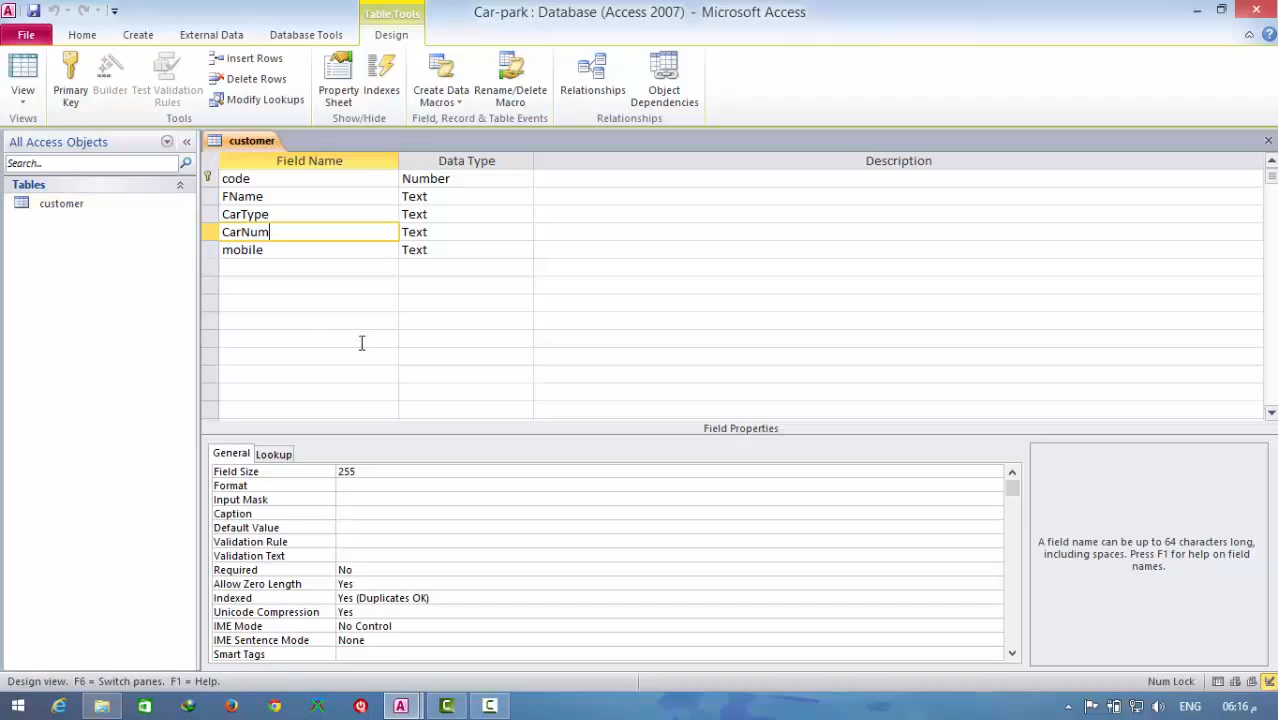 Table Tools
Car-park : Database (Access 2007) - Microsoft Access
File Home Create External Data Database Tools Design
View Primary Key Builder Test Validation Rules
Insert Rows
Delete Rows
Modify Lookups
Property Sheet Indexes Create Data Macros Rename/Delete Macro Relationships Object Dependencies
Views Tools Show/Hide Field, Record & Table Events Relationships
All Access Objects
Search...
Tables
customer
customer
Field Name Data Type Description
code Number
FName Text
CarType Text
CarNum Text
mobile Text
Field Properties
General Lookup
Field Size 255
Format
Input Mask
Caption
Default Value
Validation Rule
Validation Text
Required No
Allow Zero Length Yes
Indexed Yes (Duplicates OK)
Unicode Compression Yes
IME Mode No Control
IME Sentence Mode None
Smart Tags
A field name can be up to 64 characters long, including spaces. Press F1 for help on field names.
Design view. F6 = Switch panes. F1 = Help.
Num Lock
ENG
06:16 م